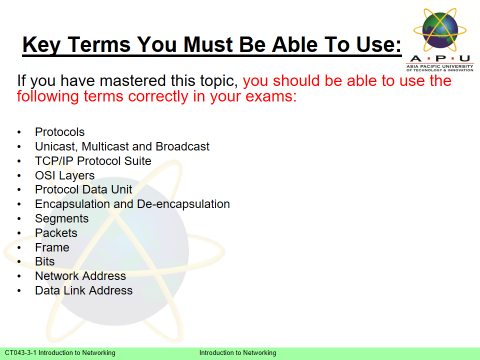 Key Terms You Must Be Able To Use:
A • P • U
ASIA PACIFIC UNIVERSITY
OF TECHNOLOGY & INNOVATION
If you have mastered this topic, you should be able to use the
following terms correctly in your exams:
• Protocols
• Unicast, Multicast and Broadcast
• TCP/IP Protocol Suite
• OSI Layers
• Protocol Data Unit
• Encapsulation and De-encapsulation
• Segments
• Packets
• Frame
• Bits
• Network Address
• Data Link Address
CT043-3-1 Introduction to Networking
Introduction to Networking